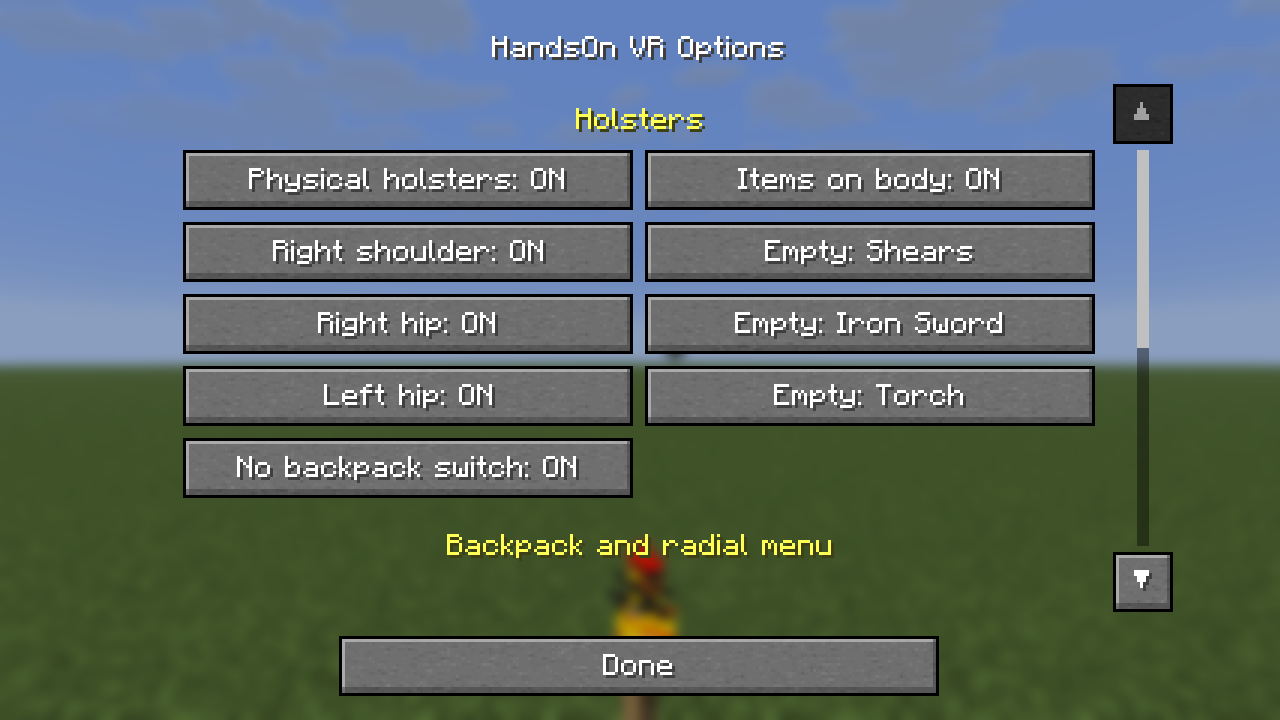 HandsOn VR Options
Holsters
Physical holsters: ON
Items on body: ON
Right shoulder: ON
Empty: Shears
Right hip: ON
Empty: Iron Sword
Left hip: ON
Empty: Torch
No backpack switch: ON
Backpack and radial menu
Done